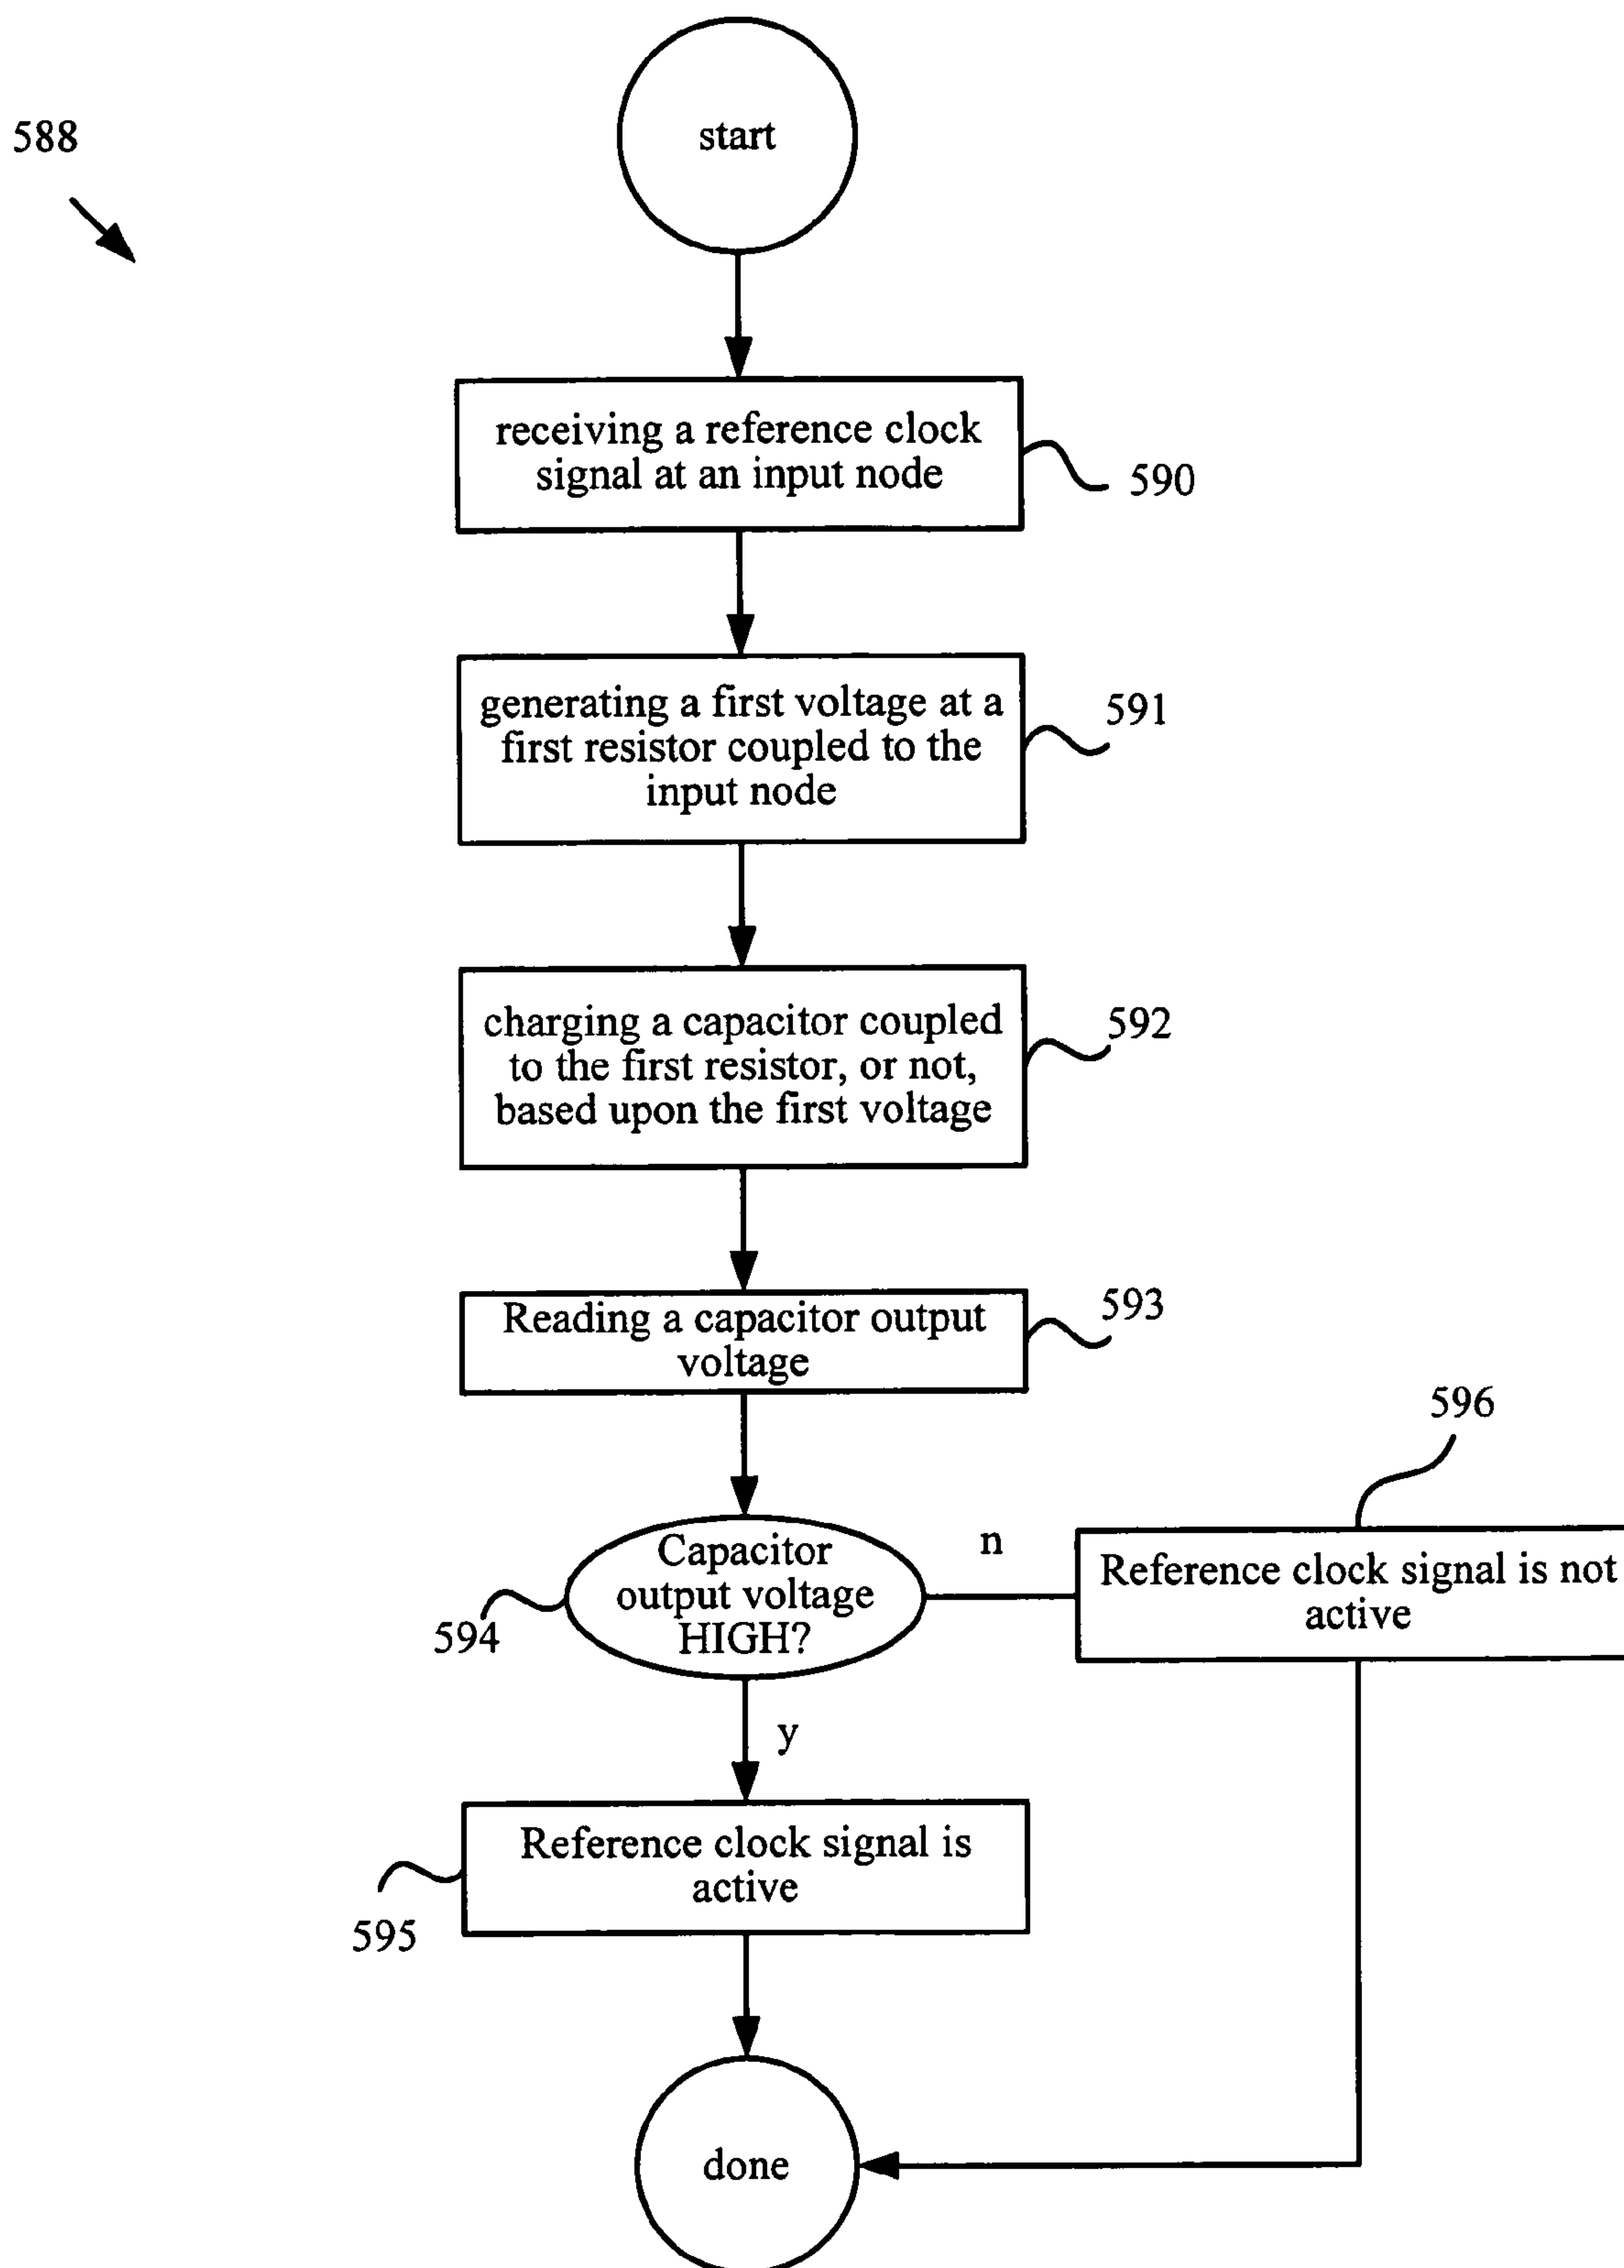 588
start
receiving a reference clock
signal at an input node
590
generating a first voltage at a
first resistor coupled to the
input node
591
charging a capacitor coupled
to the first resistor, or not,
based upon the first voltage
592
Reading a capacitor output
voltage
593
596
Capacitor
output voltage
HIGH?
594
n
Reference clock signal is not
active
y
Reference clock signal is
active
595
done